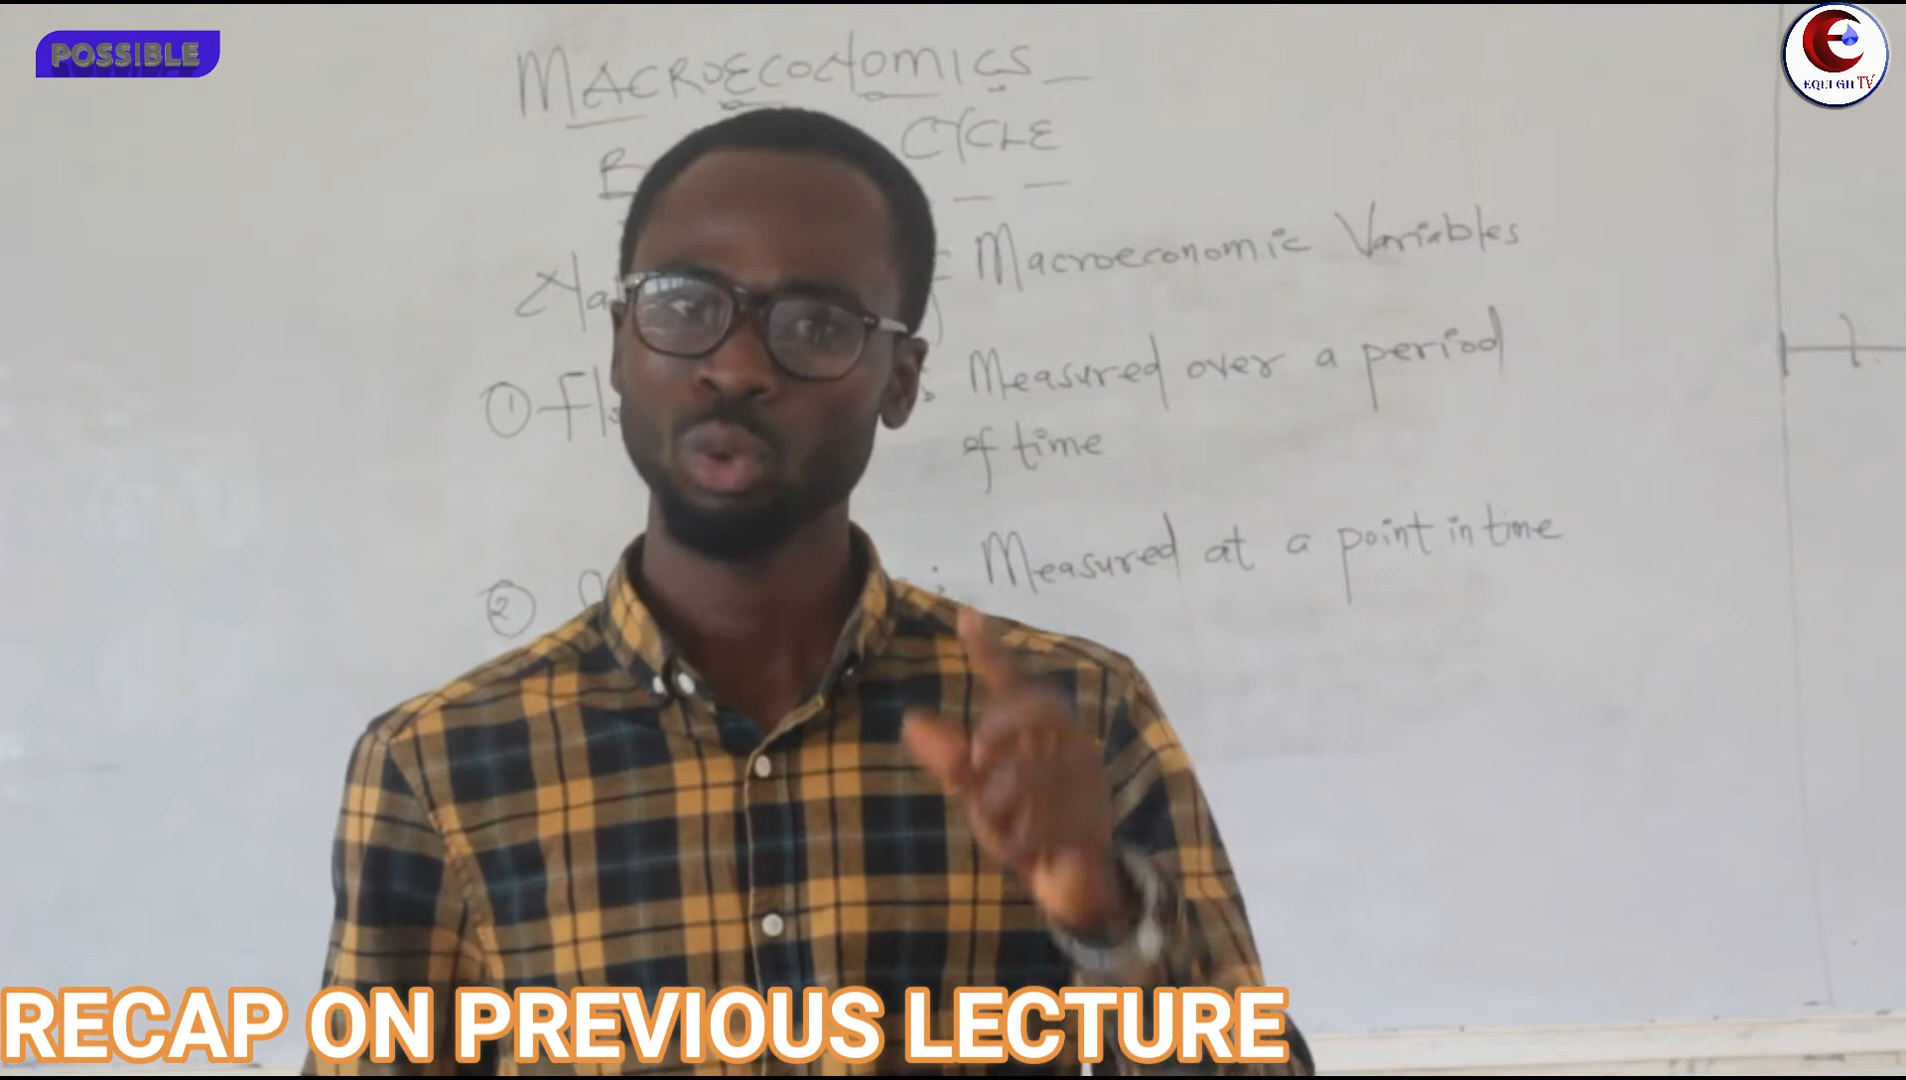 POSSIBLE
EQUI GH TV
MACROECONOMICS
CYCLE
Macroeconomic Variables
① Measured over a period
of time
② Measured at a point in time
RECAP ON PREVIOUS LECTURE